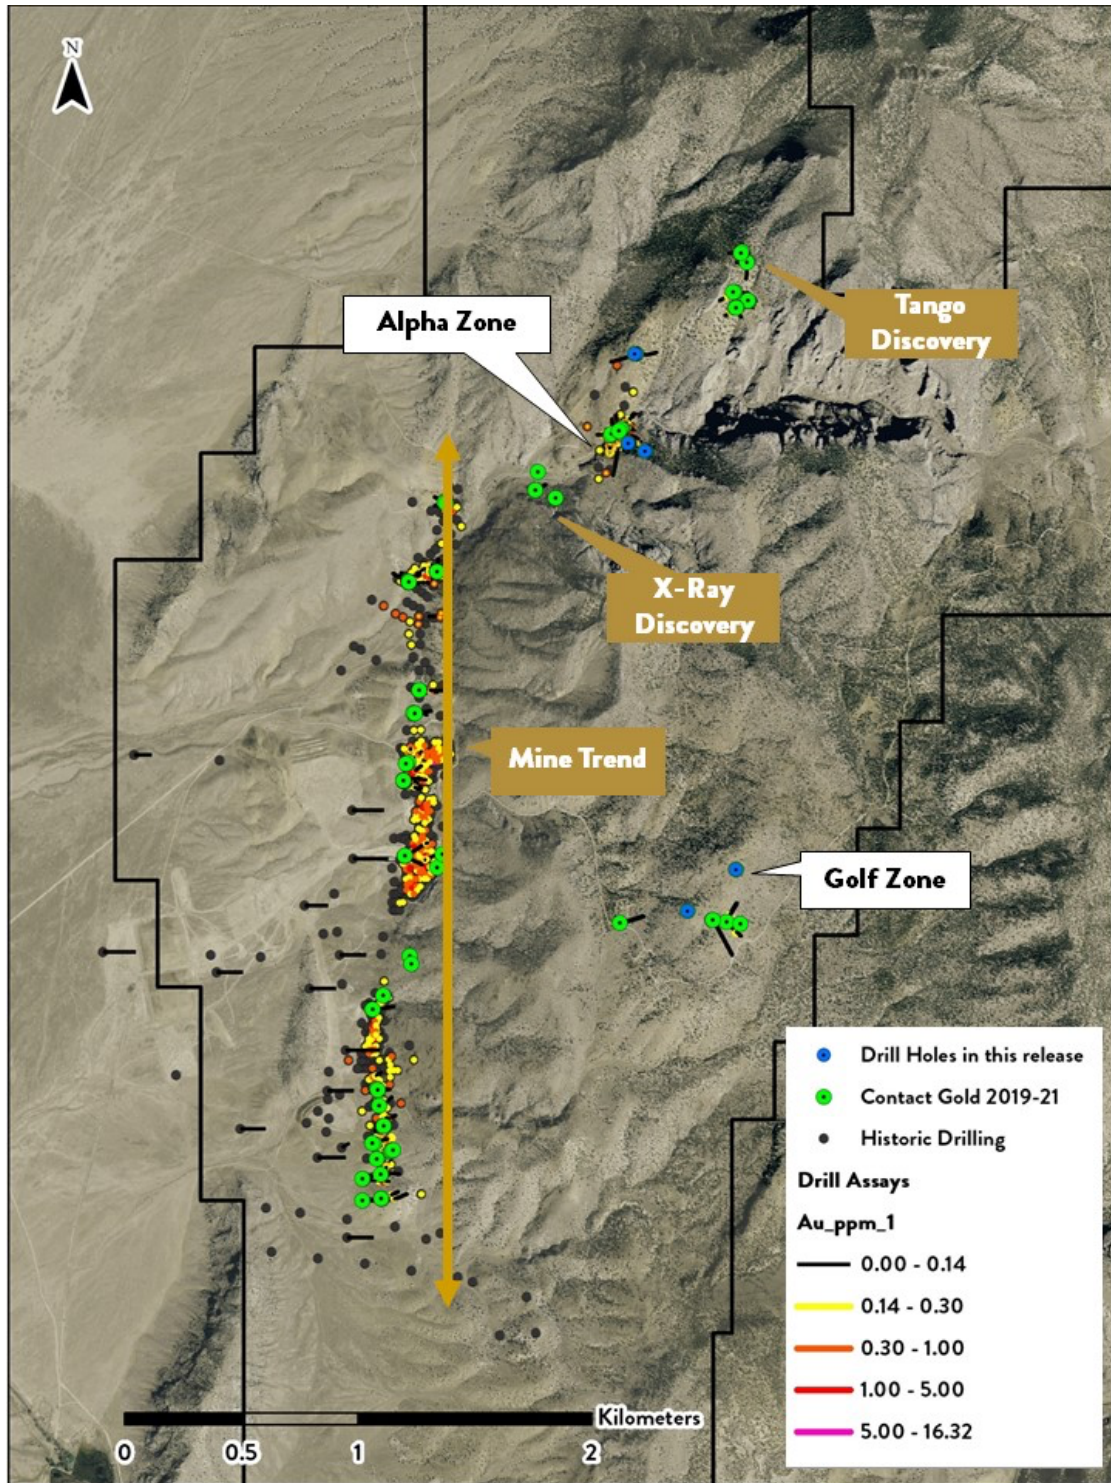 N
Alpha Zone
Tango
Discovery
X-Ray
Discovery
Mine Trend
Golf Zone
Drill Holes in this release
Contact Gold 2019-21
Historic Drilling
Drill Assays
Au_ppm_1
0.00 - 0.14
0.14 - 0.30
0.30 - 1.00
1.00 - 5.00
5.00 - 16.32
Kilometers
0 0.5 1 2